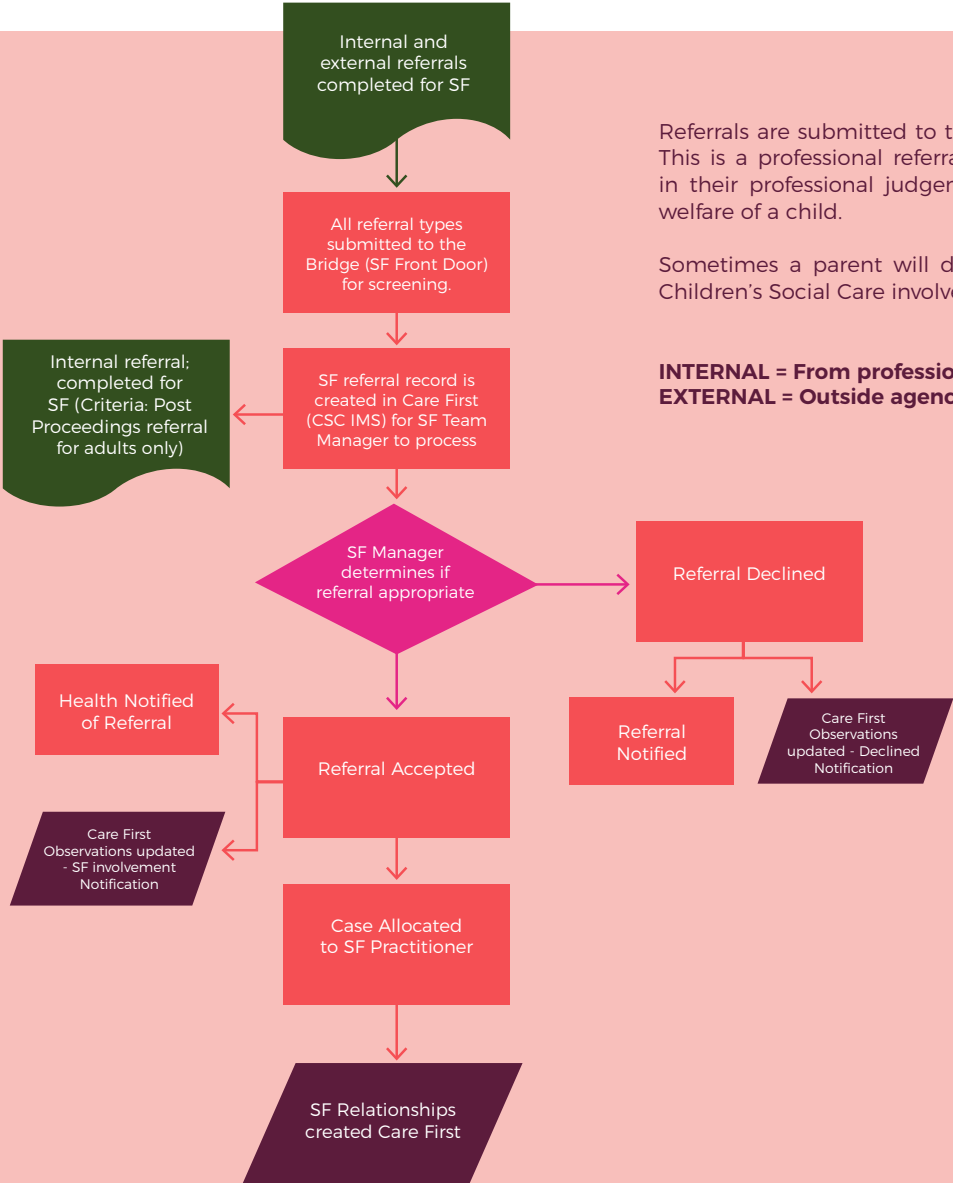 Internal and
external referrals
completed for SF
Referrals are submitted to
This is a professional
in their professional
welfare of a child.
Sometimes a parent will
Children's Social Care
INTERNAL = From
EXTERNAL = Outside
All referral types
submitted to the
Bridge (SF Front Door)
for screening.
Internal referral;
completed for
SF (Criteria: Post
Proceedings referral
for adults only)
SF referral record is
created in Care First
(CSC IMS) for SF Team
Manager to process
SF Manager
determines if
referral appropriate
Referral Declined
Referral
Notified
Care First
Observations
updated - Declined
Notification
Health Notified
of Referral
Referral Accepted
Care First
Observations updated
- SF involvement
Notification
Case Allocated
to SF Practitioner
SF Relationships
created Care First